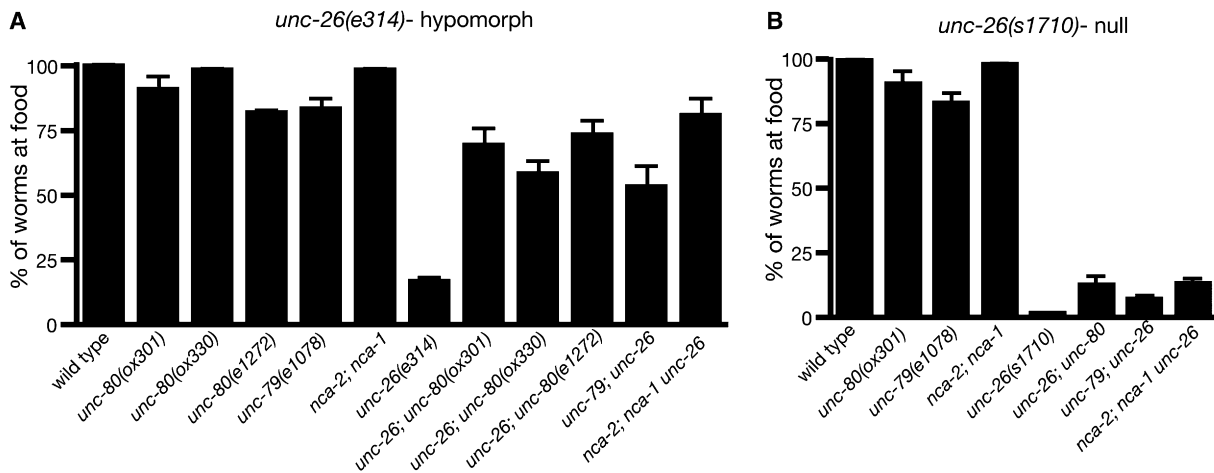 A
unc-26(e314)- hypomorph
% of worms at food
100
75
50
25
0
wild type
unc-80(ox301)
unc-80(ox330)
unc-80(e1272)
unc-79(e1078)
nca-2; nca-1
unc-26(e314)
unc-26; unc-80(ox301)
unc-26; unc-80(ox330)
unc-26; unc-80(e1272)
unc-79; unc-26
nca-2; nca-1 unc-26
B
unc-26(s1710)- null
% of worms at food
100
75
50
25
0
wild type
unc-80(ox301)
unc-79(e1078)
nca-2; nca-1
unc-26(s1710)
unc-26; unc-80
unc-79; unc-26
nca-2; nca-1 unc-26